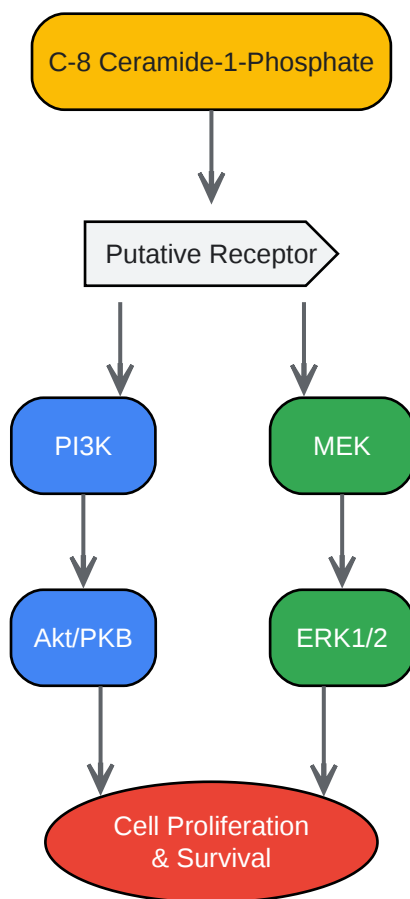 C-8 Ceramide-1-Phosphate
Putative Receptor
PI3K
MEK
Akt/PKB
ERK1/2
Cell Proliferation
& Survival